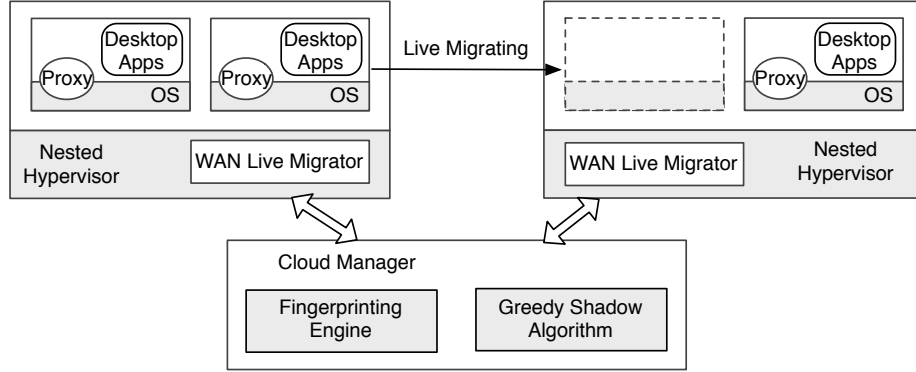 Desktop
Apps
Proxy
OS
Desktop
Apps
Proxy
OS
Live Migrating
Desktop
Apps
Proxy
OS
Nested
Hypervisor
WAN Live Migrator
WAN Live Migrator
Nested
Hypervisor
Cloud Manager
Fingerprinting
Engine
Greedy Shadow
Algorithm